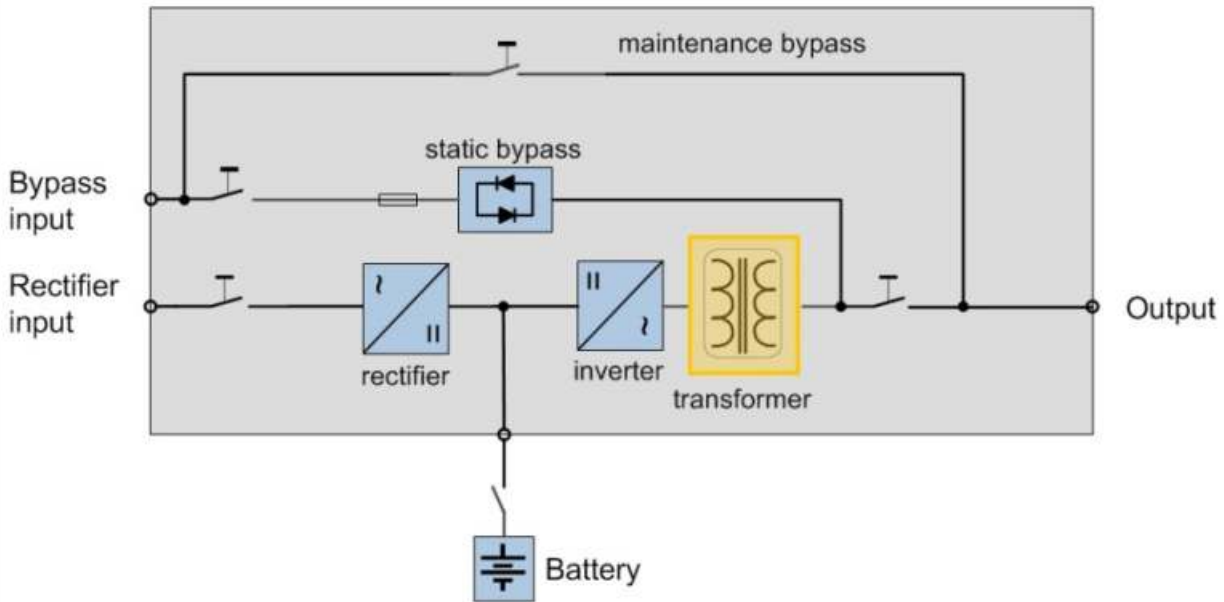 maintenance bypass
static bypass
Bypass
input
Rectifier
input
rectifier
inverter
transformer
Output
Battery